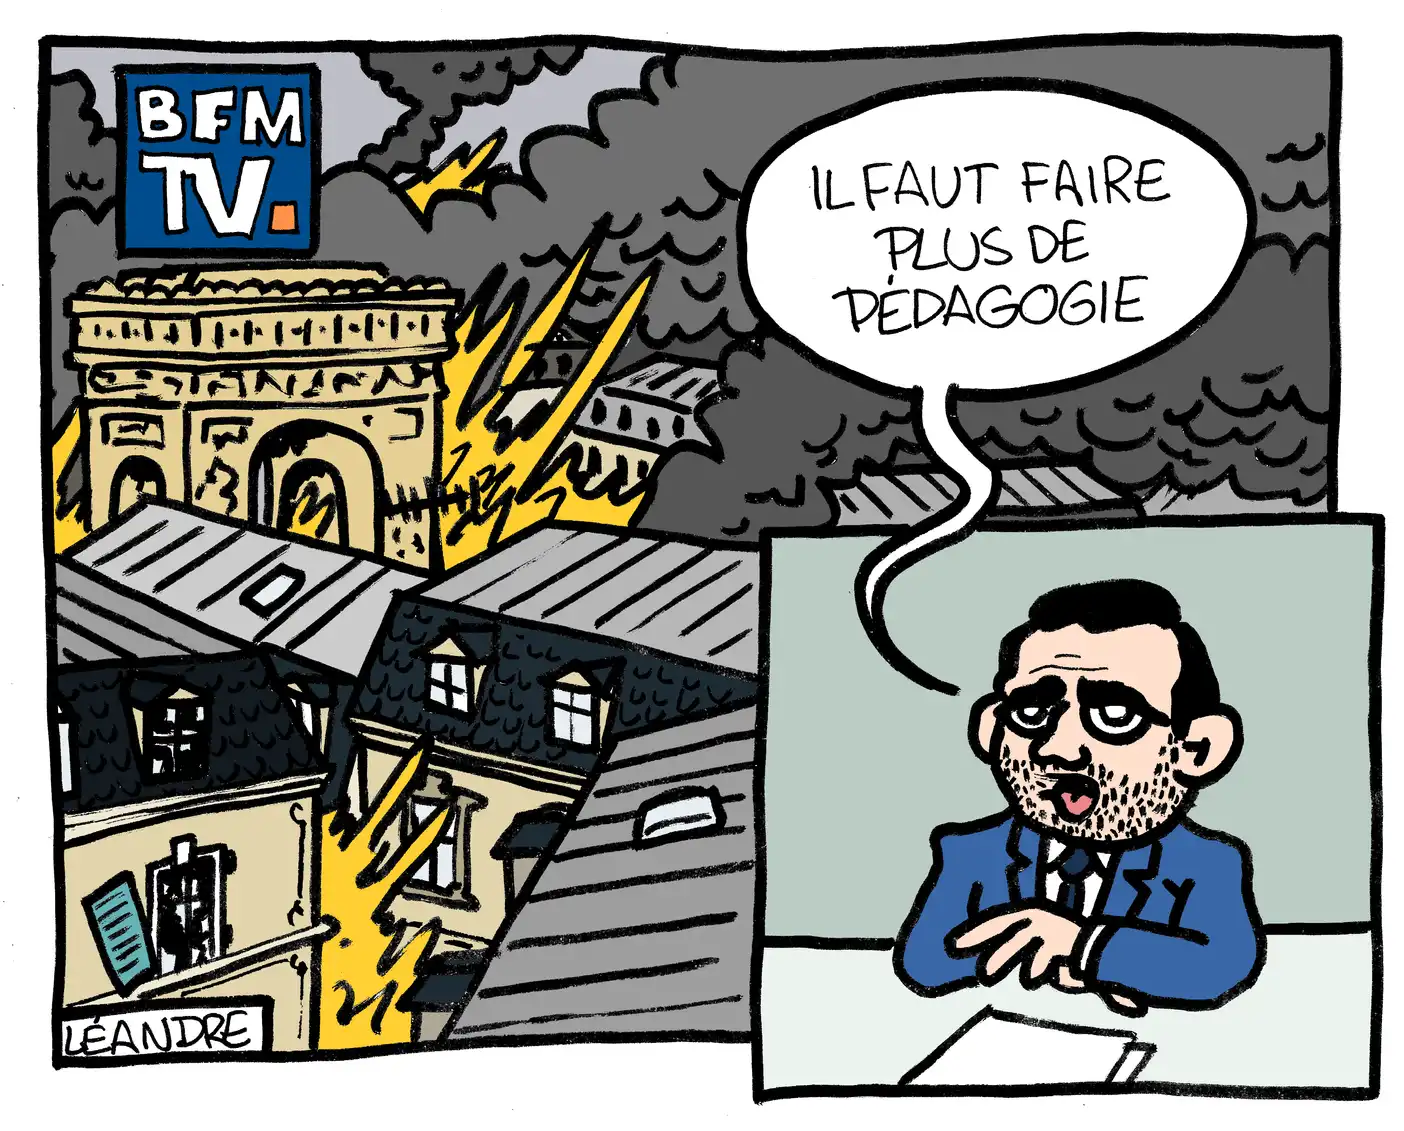 BFM
TV.
IL FAUT FAIRE
PLUS DE
PÉDAGOGIE
LÉANDRE